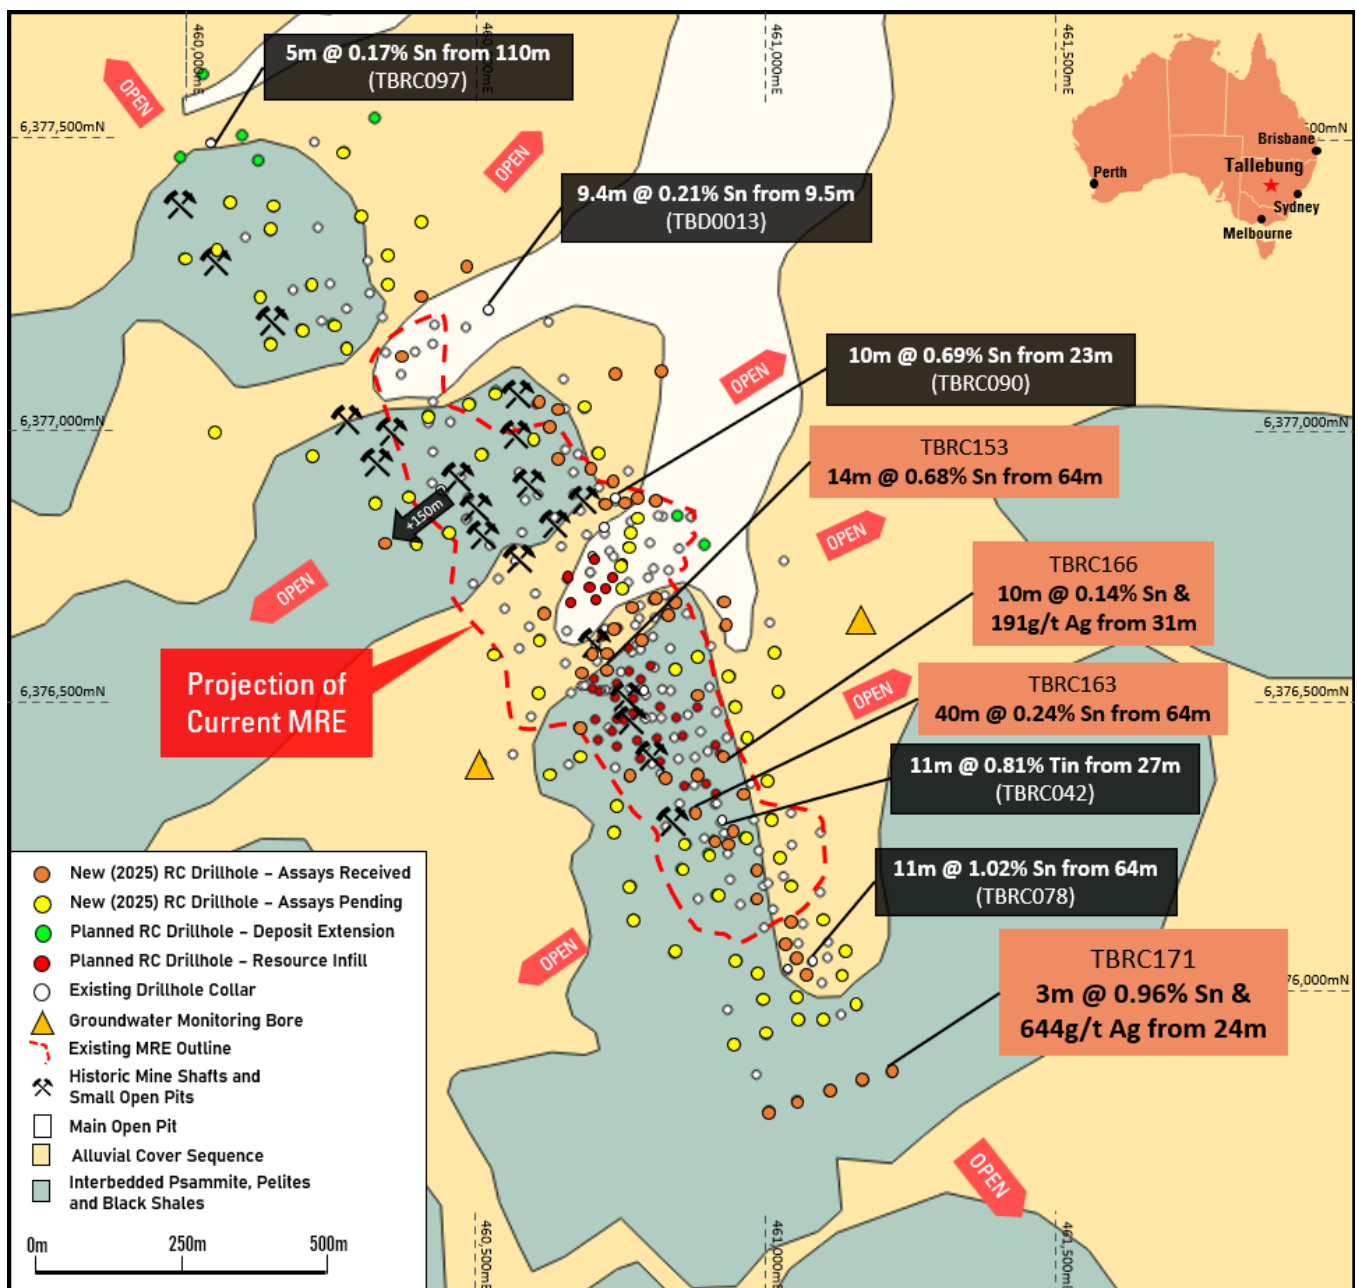 460,000mE
460,500mE
461,000mE
461,500mE
5m @ 0.17% Sn from 110m
(TBRC097)
OPEN
6,377,500mN
OPEN
9.4m @ 0.21% Sn from 9.5m
(TBD0013)
500mN
Brisbane
Perth
Tallebung
Sydney
Melbourne
10m @ 0.69% Sn from 23m
(TBRC090)
OPEN
6,377,000mN
6,377,000mN
TBRC153
14m @ 0.68% Sn from 64m
+150m
OPEN
OPEN
TBRC166
10m @ 0.14% Sn &
191g/t Ag from 31m
Projection of
Current MRE
6,376,500mN
OPEN
6,376,500mN
TBRC163
40m @ 0.24% Sn from 64m
11m @ 0.81% Tin from 27m
(TBRC042)
11m @ 1.02% Sn from 64m
(TBRC078)
OPEN
TBRC171
3m @ 0.96% Sn &
644g/t Ag from 24m
76,000mN
OPEN
New (2025) RC Drillhole – Assays Received
New (2025) RC Drillhole – Assays Pending
Planned RC Drillhole – Deposit Extension
Planned RC Drillhole – Resource Infill
Existing Drillhole Collar
Groundwater Monitoring Bore
Existing MRE Outline
Historic Mine Shafts and
Small Open Pits
Main Open Pit
Alluvial Cover Sequence
Interbedded Psammite, Pelites
and Black Shales
0m
250m
500m
460,500mE
461,000mE
461,500mE